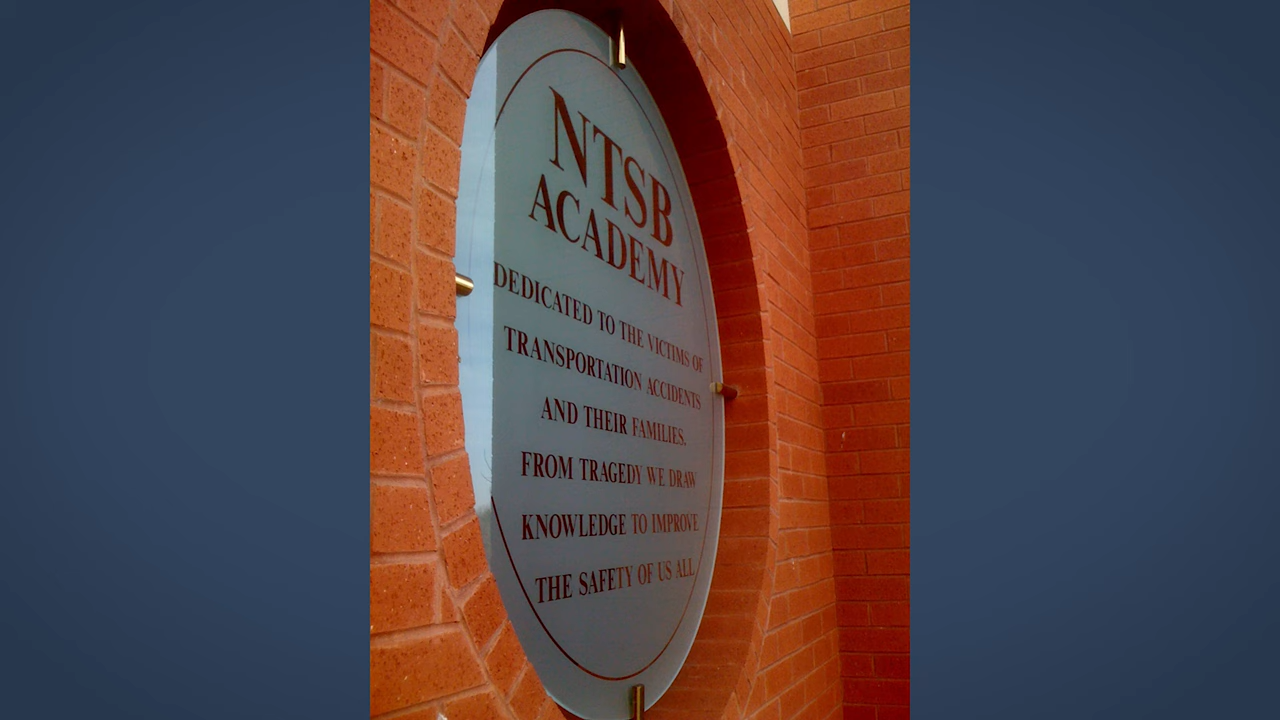 NTSB
ACADEMY
DEDICATED TO THE VICTIMS OF
TRANSPORTATION ACCIDENTS
AND THEIR FAMILIES.
FROM TRAGEDY WE DRAW
KNOWLEDGE TO IMPROVE
THE SAFETY OF US ALL